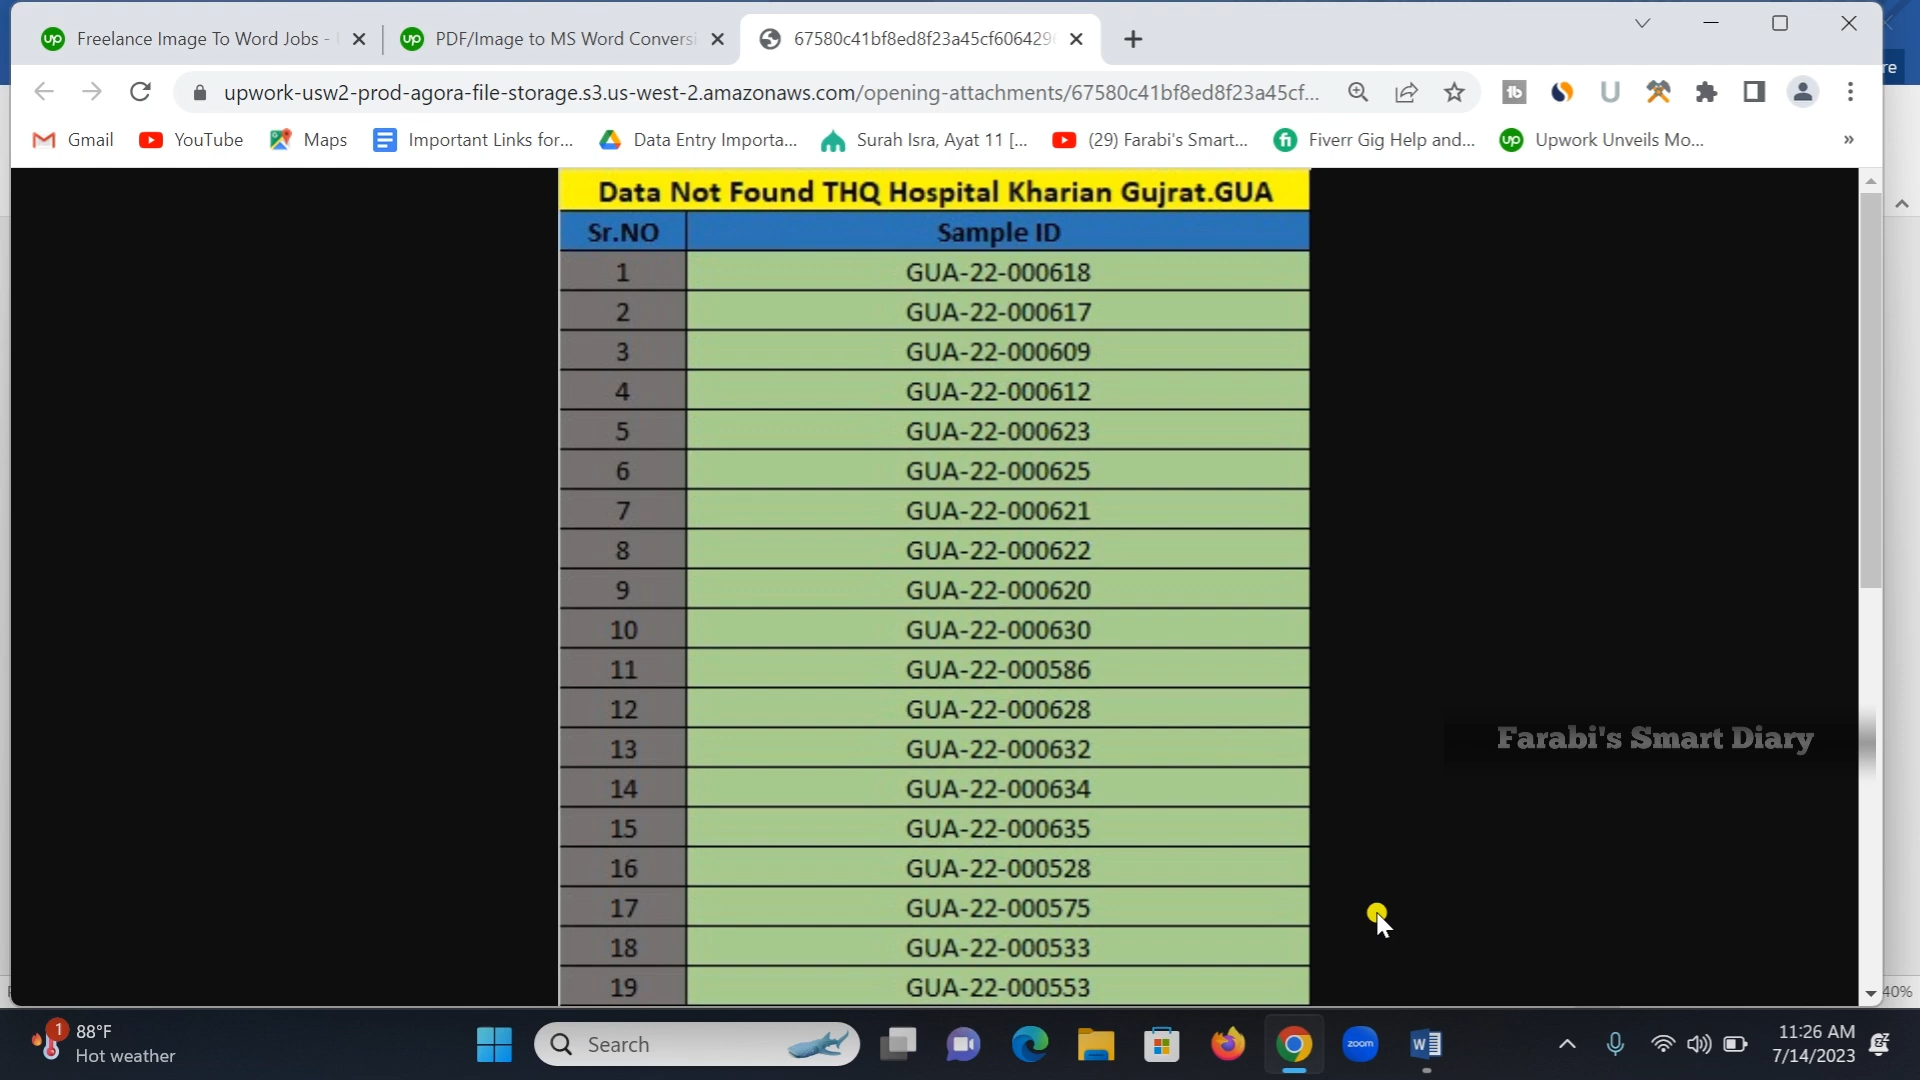 Freelance Image To Word Jobs -
PDF/Image to MS Word Conversi
67580c41bf8ed8f23a45cf606429
re
upwork-usw2-prod-agora-file-storage.s3.us-west-2.amazonaws.com/opening-attachments/67580c41bf8ed8f23a45cf...
Gmail
YouTube
Maps
Important Links for...
Data Entry Importa...
Surah Isra, Ayat 11 [...
(29) Farabi's Smart...
Fiverr Gig Help and...
Upwork Unveils Mo...
»
Data Not Found THQ Hospital Kharian Gujrat.GUA
Sr.NO Sample ID
1 GUA-22-000618
2 GUA-22-000617
3 GUA-22-000609
4 GUA-22-000612
5 GUA-22-000623
6 GUA-22-000625
7 GUA-22-000621
8 GUA-22-000622
9 GUA-22-000620
10 GUA-22-000630
11 GUA-22-000586
12 GUA-22-000628
13 GUA-22-000632
14 GUA-22-000634
15 GUA-22-000635
16 GUA-22-000528
17 GUA-22-000575
18 GUA-22-000533
19 GUA-22-000553
Farabi's Smart Diary
40%
1
88°F
Hot weather
Search
zoom
11:26 AM
7/14/2023